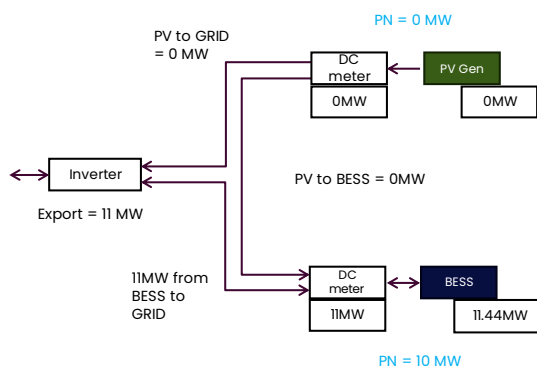 PN = 0 MW
PV to GRID
= 0 MW
DC
meter
PV Gen
0MW
0MW
Inverter
PV to BESS = 0MW
Export = 11 MW
11MW from
BESS to
GRID
DC
meter
BESS
11MW
11.44MW
PN = 10 MW